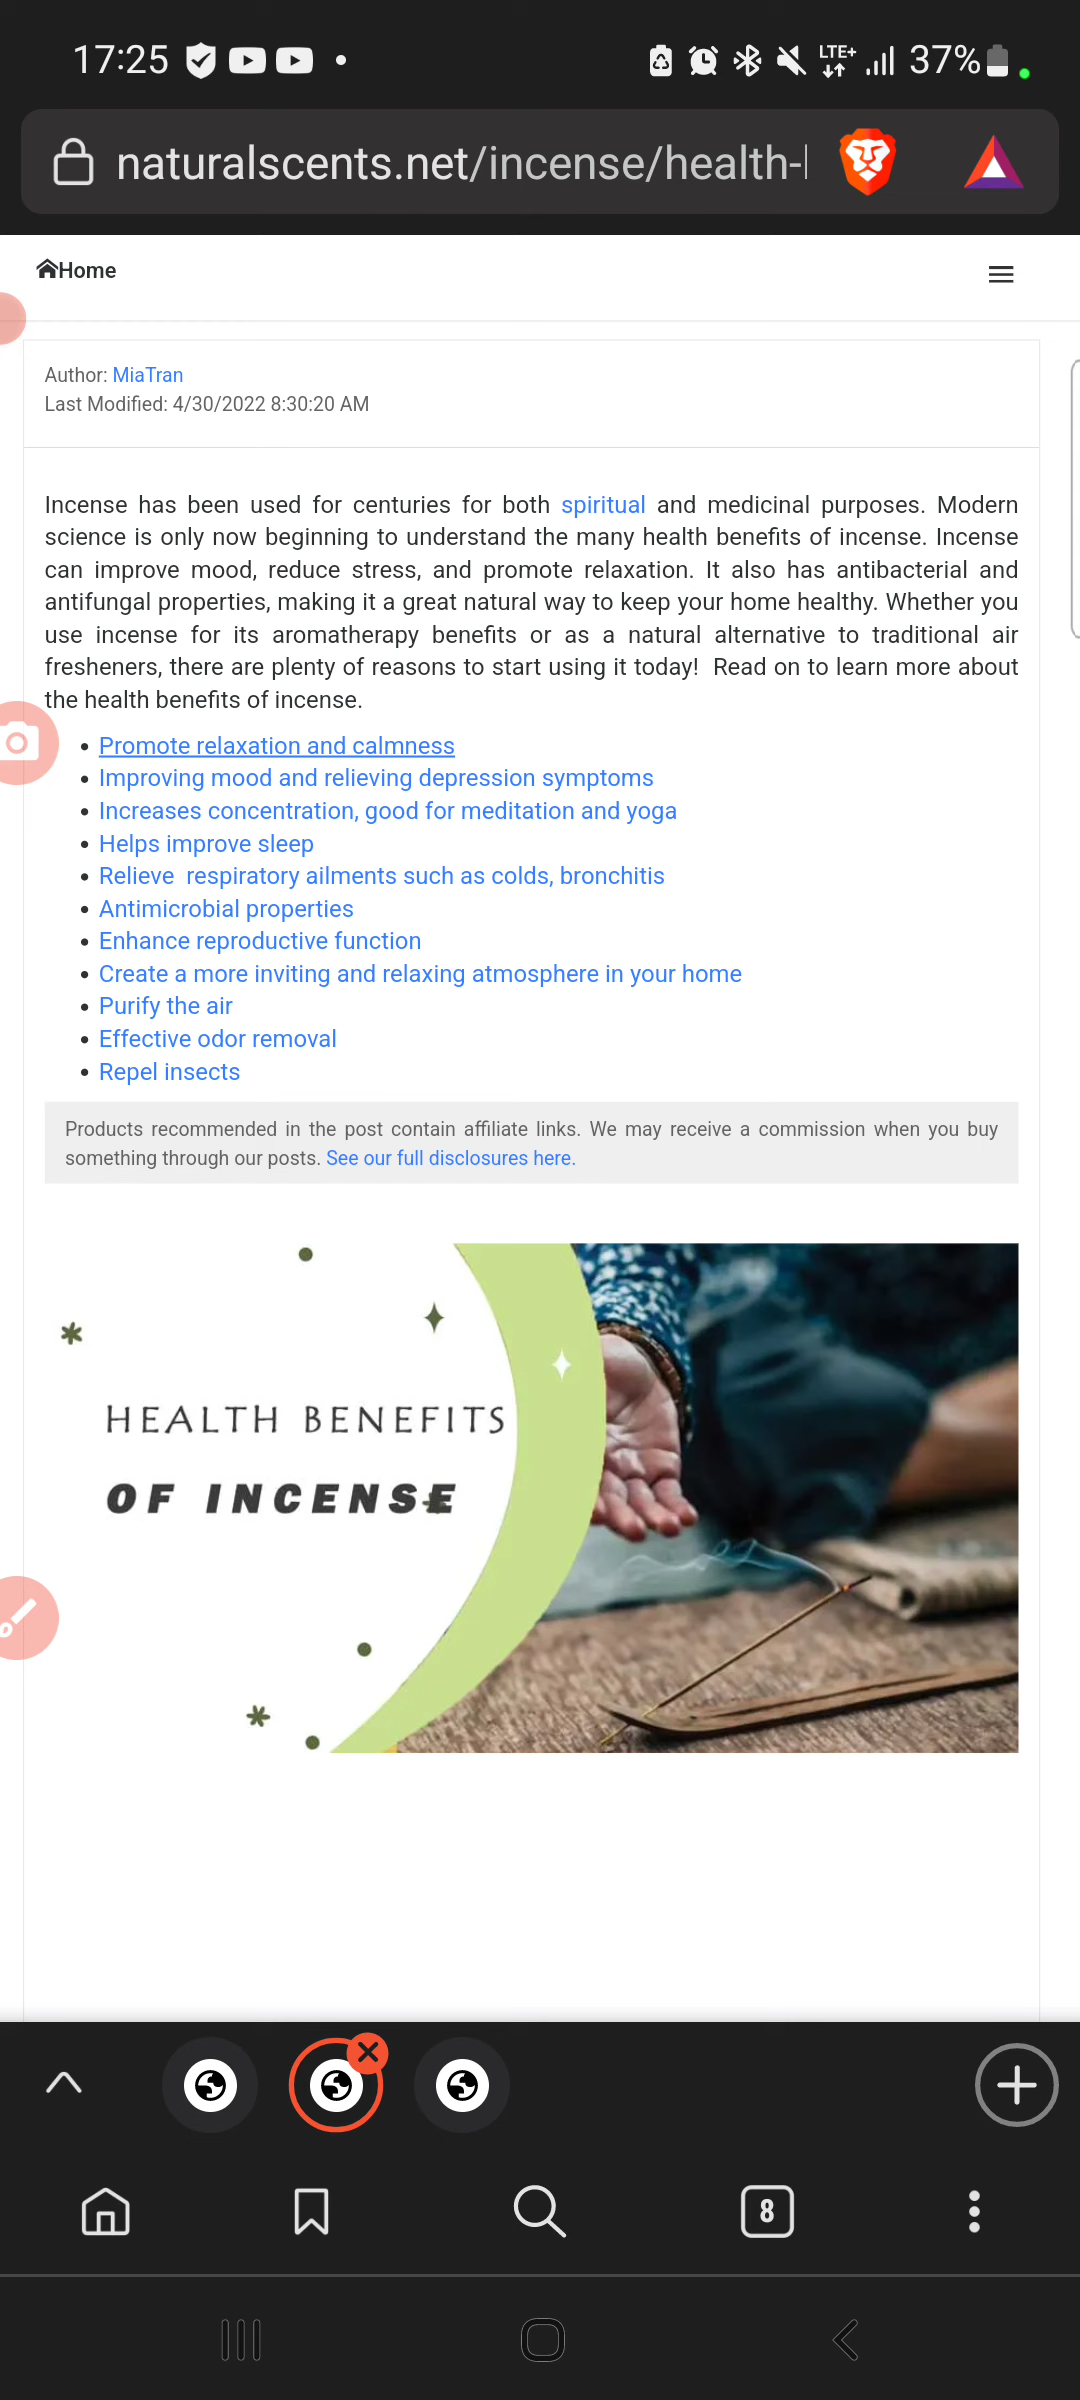 17:25
LTE+
37%
naturalscents.net/incense/health-
Home
Author: MiaTran
Last Modified: 4/30/2022 8:30:20 AM
Incense has been used for centuries for both spiritual and medicinal purposes. Modern
science is only now beginning to understand the many health benefits of incense. Incense
can improve mood, reduce stress, and promote relaxation. It also has antibacterial and
antifungal properties, making it a great natural way to keep your home healthy. Whether you
use incense for its aromatherapy benefits or as a natural alternative to traditional air
fresheners, there are plenty of reasons to start using it today!  Read on to learn more about
the health benefits of incense.
• Promote relaxation and calmness
• Improving mood and relieving depression symptoms
• Increases concentration, good for meditation and yoga
• Helps improve sleep
• Relieve  respiratory ailments such as colds, bronchitis
• Antimicrobial properties
• Enhance reproductive function
• Create a more inviting and relaxing atmosphere in your home
• Purify the air
• Effective odor removal
• Repel insects
Products recommended in the post contain affiliate links. We may receive a commission when you buy
something through our posts. See our full disclosures here.
HEALTH BENEFITS
OF INCENSE
8